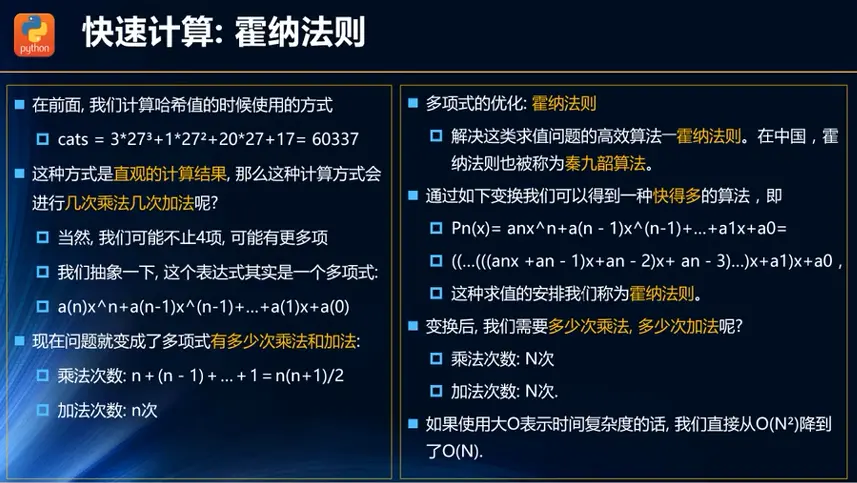 python
快速计算: 霍纳法则
在前面, 我们计算哈希值的时候使用的方式
cats = 3*27³+1*27²+20*27+17= 60337
这种方式是直观的计算结果, 那么这种计算方式会
进行几次乘法几次加法呢?
当然, 我们可能不止4项, 可能有更多项
我们抽象一下, 这个表达式其实是一个多项式:
a(n)x^n+a(n-1)x^(n-1)+…+a(1)x+a(0)
现在问题就变成了多项式有多少次乘法和加法:
乘法次数: n＋(n－1)＋…＋1＝n(n+1)/2
加法次数: n次
多项式的优化: 霍纳法则
解决这类求值问题的高效算法―霍纳法则。在中国，霍
纳法则也被称为秦九韶算法。
通过如下变换我们可以得到一种快得多的算法，即
Pn(x)= anx^n+a(n－1)x^(n-1)+…+a1x+a0=
((…(((anx +an－1)x+an－2)x+ an－3)…)x+a1)x+a0，
这种求值的安排我们称为霍纳法则。
变换后, 我们需要多少次乘法, 多少次加法呢?
乘法次数: N次
加法次数: N次.
如果使用大O表示时间复杂度的话, 我们直接从O(N²)降到
了O(N).